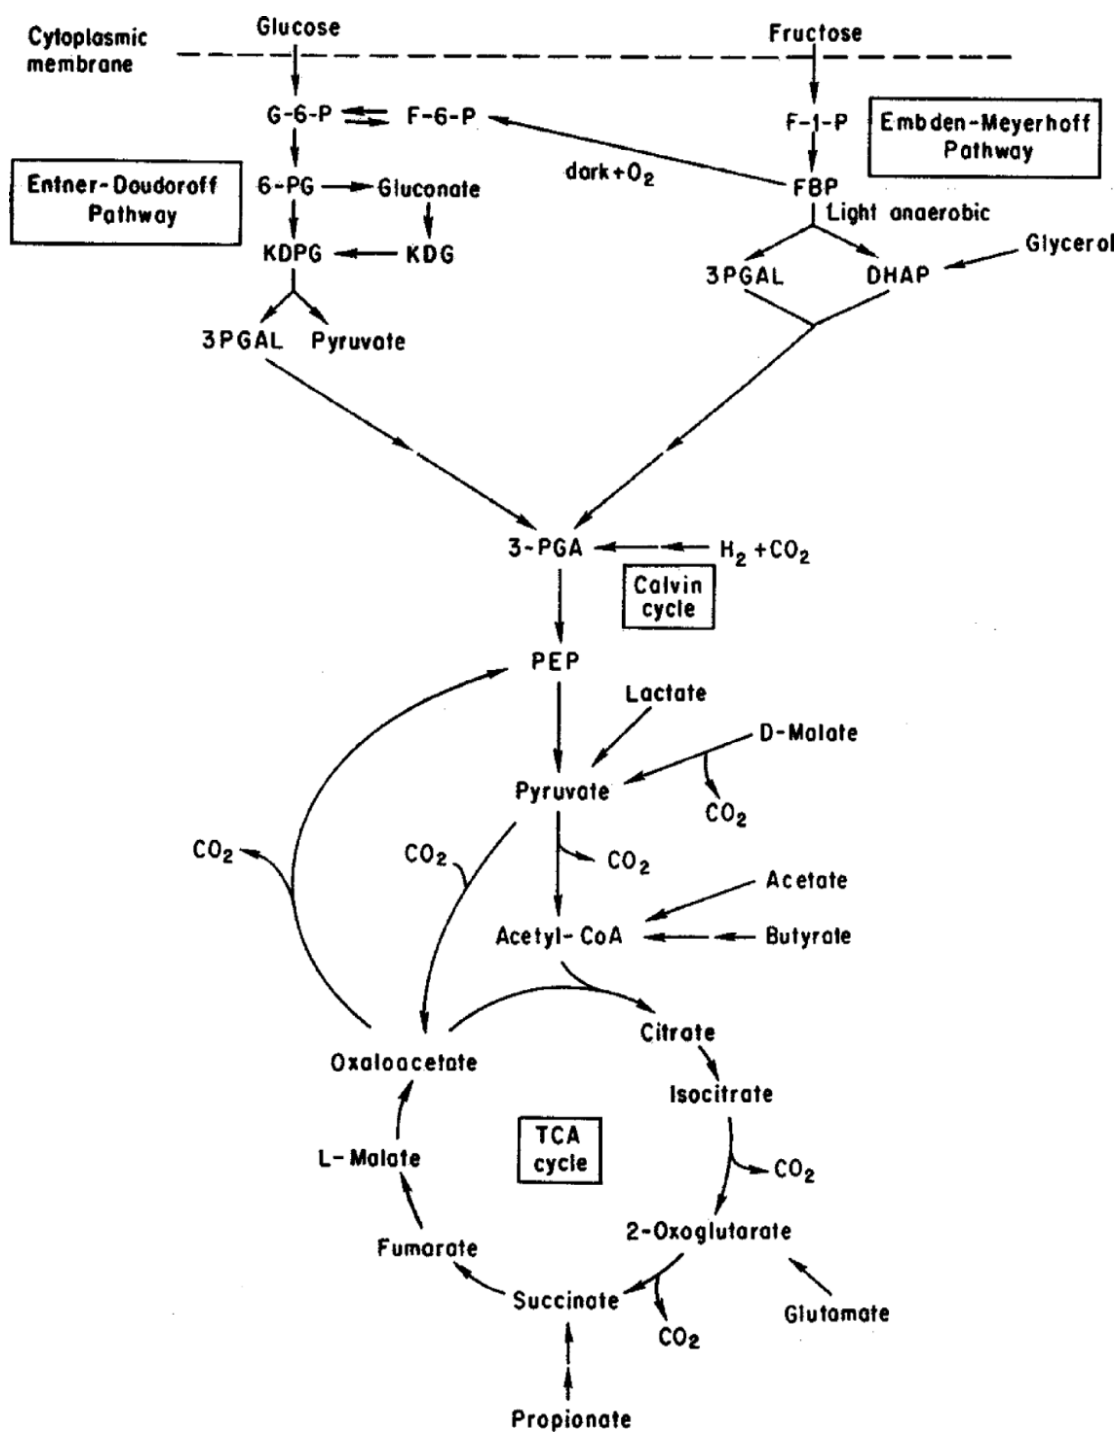 Glucose
Fructose
Cytoplasmic
membrane
G-6-P
F-6-P
F-1-P
Embden-Meyerhoff
Pathway
dark+O2
Entner-Doudoroff
Pathway
6-PG
Gluconate
FBP
Light anaerobic
KDPG
KDG
Glycerol
3PGAL
DHAP
3PGAL
Pyruvate
3-PGA
H2+CO2
Calvin
cycle
PEP
Lactate
D-Malate
Pyruvate
CO2
CO2
CO2
CO2
Acetate
Acetyl-CoA
Butyrate
Citrate
Oxaloacetate
Isocitrate
TCA
cycle
L-Malate
CO2
2-Oxoglutarate
Fumarate
Succinate
Glutamate
CO2
Propionate